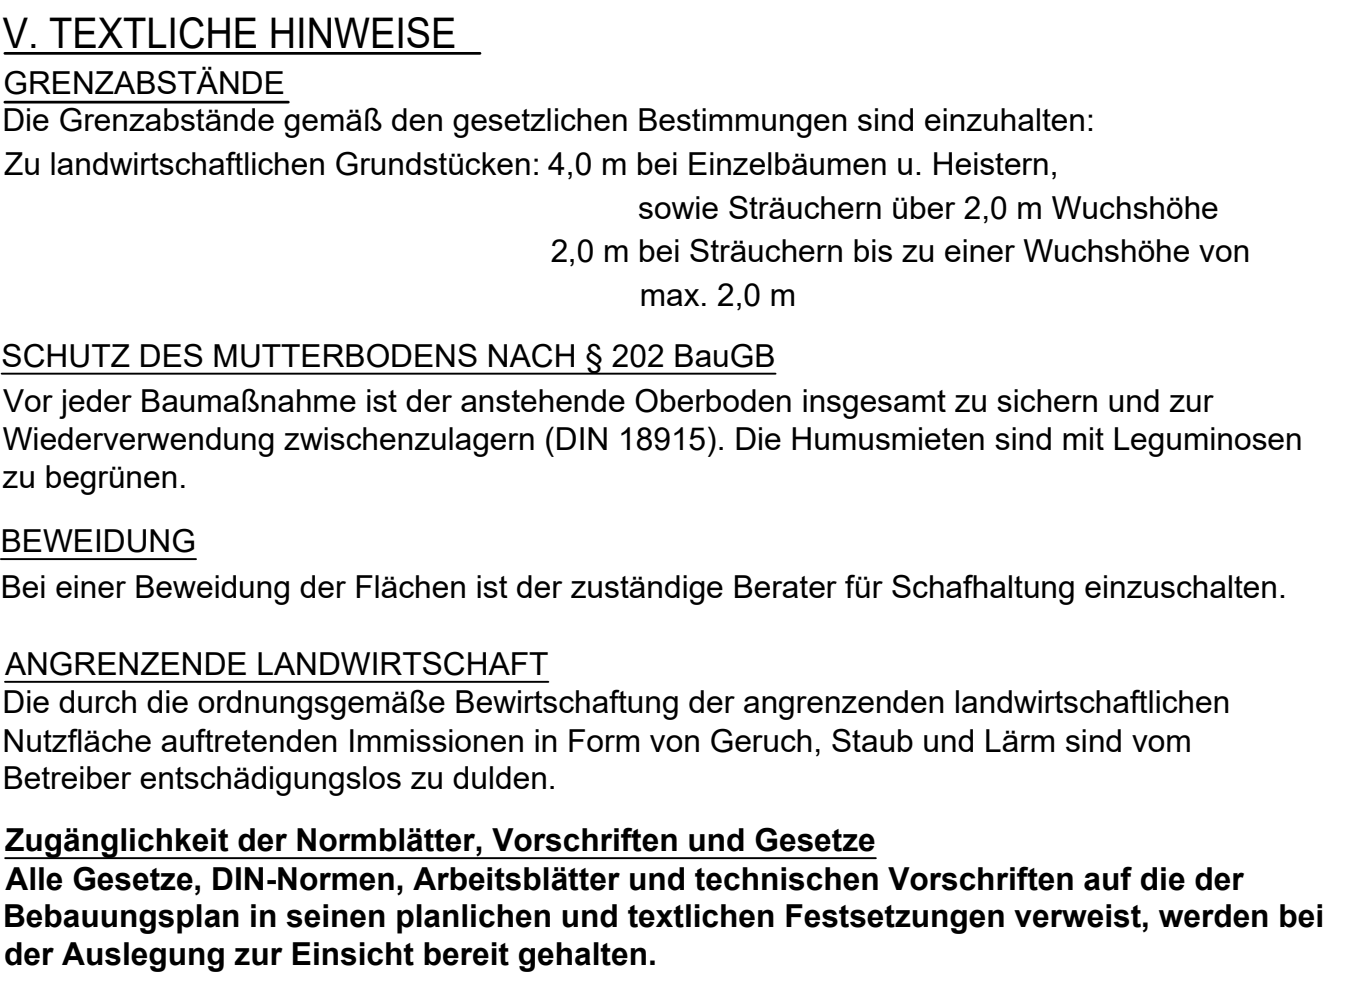 V. TEXTLICHE HINWEISE
GRENZABSTÄNDE
Die Grenzabstände gemäß den gesetzlichen Bestimmungen sind einzuhalten:
Zu landwirtschaftlichen Grundstücken: 4,0 m bei Einzelbäumen u. Heistern,
sowie Sträuchern über 2,0 m Wuchshöhe
2,0 m bei Sträuchern bis zu einer Wuchshöhe von
max. 2,0 m
SCHUTZ DES MUTTERBODENS NACH § 202 BauGB
Vor jeder Baumaßnahme ist der anstehende Oberboden insgesamt zu sichern und zur
Wiederverwendung zwischenzulagern (DIN 18915). Die Humusmieten sind mit Leguminosen
zu begrünen.
BEWEIDUNG
Bei einer Beweidung der Flächen ist der zuständige Berater für Schafhaltung einzuschalten.
ANGRENZENDE LANDWIRTSCHAFT
Die durch die ordnungsgemäße Bewirtschaftung der angrenzenden landwirtschaftlichen
Nutzfläche auftretenden Immissionen in Form von Geruch, Staub und Lärm sind vom
Betreiber entschädigungslos zu dulden.
Zugänglichkeit der Normblätter, Vorschriften und Gesetze
Alle Gesetze, DIN-Normen, Arbeitsblätter und technischen Vorschriften auf die der
Bebauungsplan in seinen planlichen und textlichen Festsetzungen verweist, werden bei
der Auslegung zur Einsicht bereit gehalten.